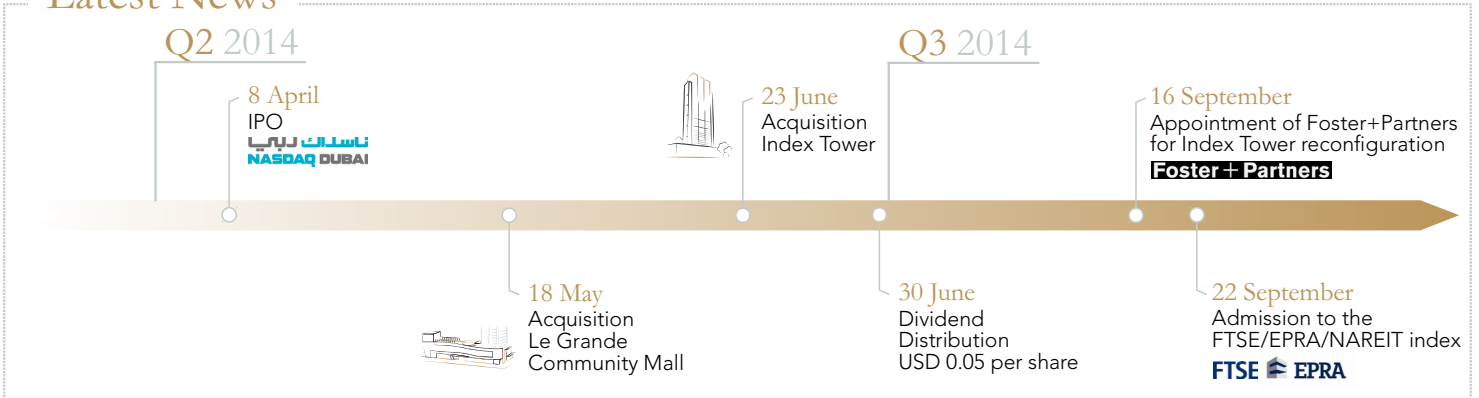 Latest News
Q2 2014
8 April
IPO
ناسداك دبي
NASDAQ DUBAI
18 May
Acquisition
Le Grande
Community Mall
23 June
Acquisition
Index Tower
Q3 2014
30 June
Dividend
Distribution
USD 0.05 per share
16 September
Appointment of Foster+Partners
for Index Tower reconfiguration
Foster + Partners
22 September
Admission to the
FTSE/EPRA/NAREIT index
FTSE EPRA